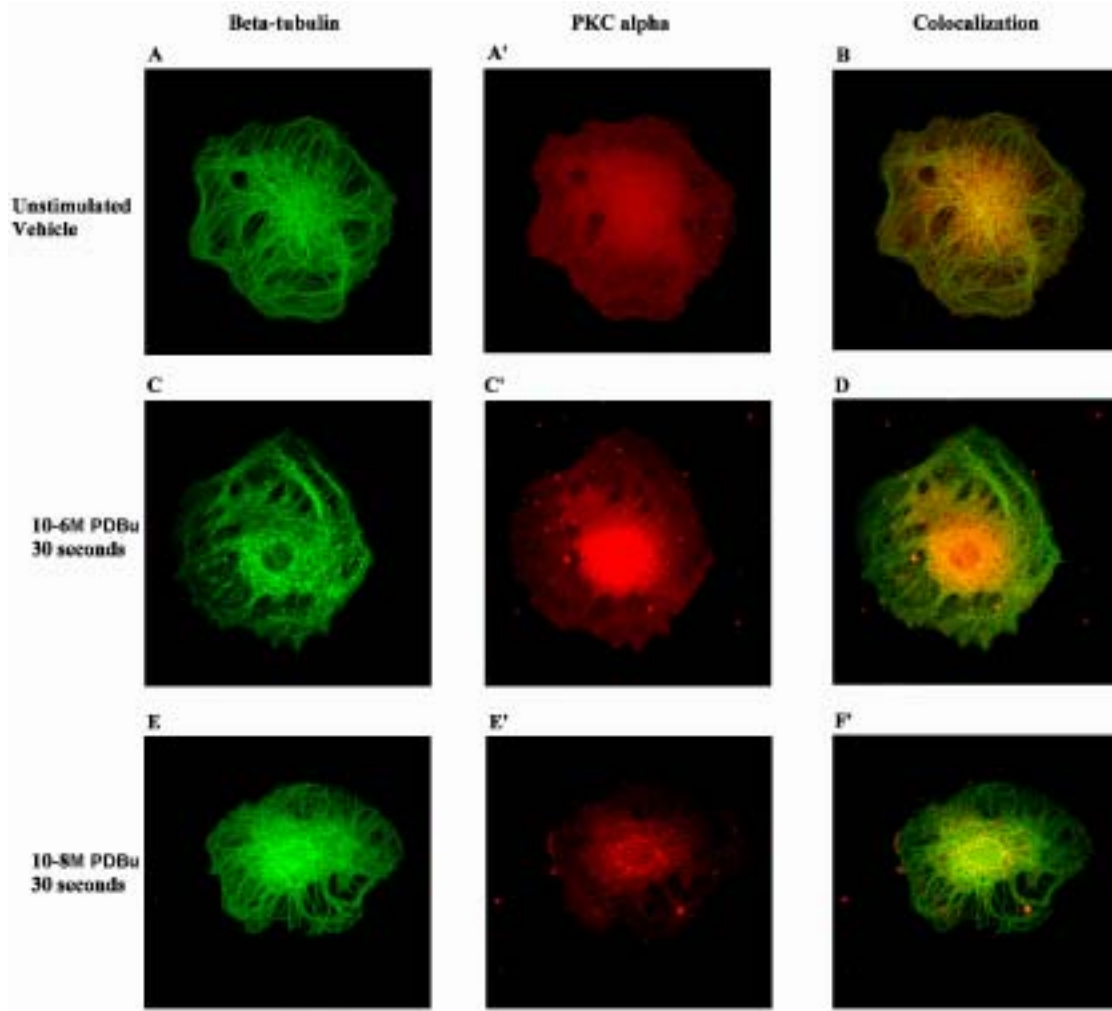 Beta-tubulin PKC alpha Colocalization
A A' B
Unstimulated
Vehicle
C C' D
10-6M PDBu
30 seconds
E E' F'
10-8M PDBu
30 seconds